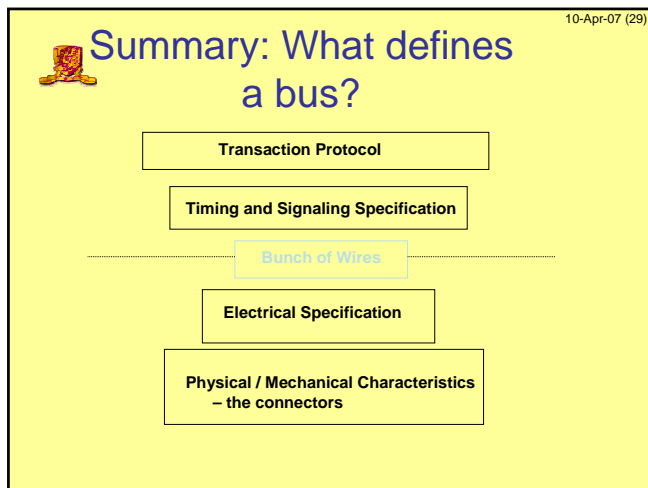 10-Apr-07 (29)
Summary: What defines
a bus?
Transaction Protocol
Timing and Signaling Specification
Bunch of Wires
Electrical Specification
Physical / Mechanical Characteristics
– the connectors